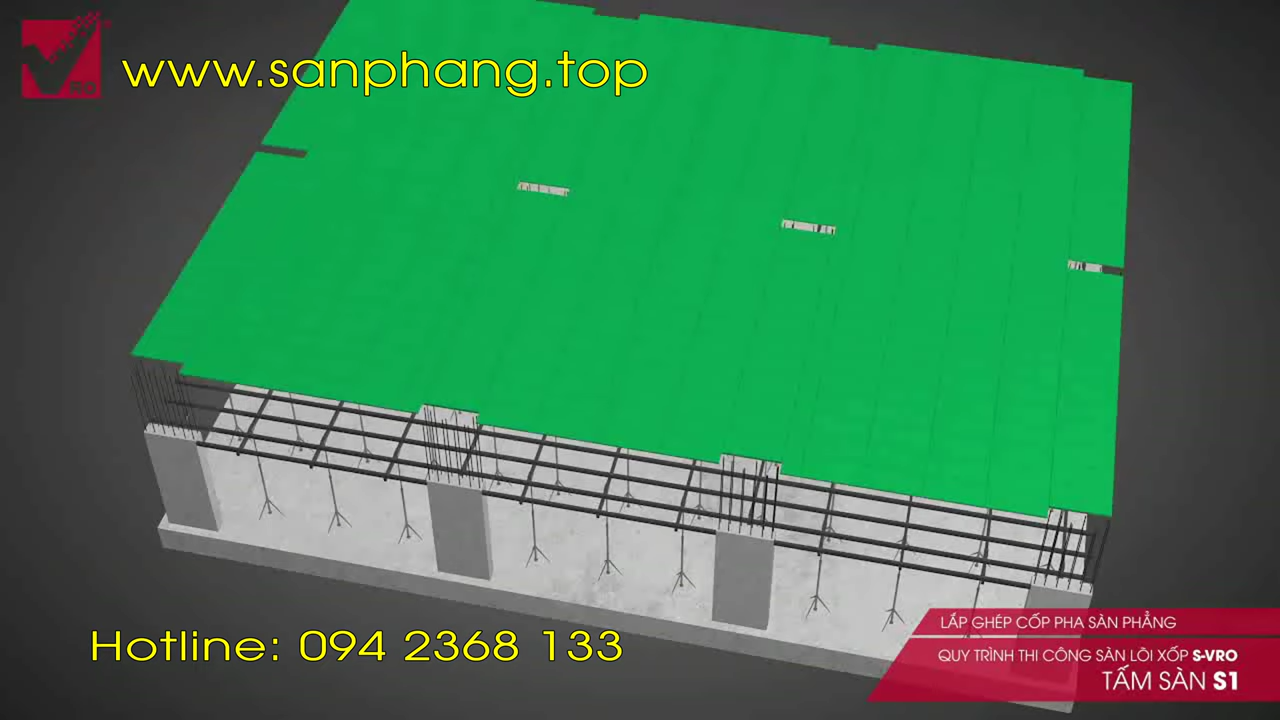 www.sanphang.top
Hotline: 094 2368 133
LẮP GHÉP CỐP PHA SÀN PHẲNG
QUY TRÌNH THI CÔNG SÀN LÕI XỐP S-VRO
TẤM SÀN S1